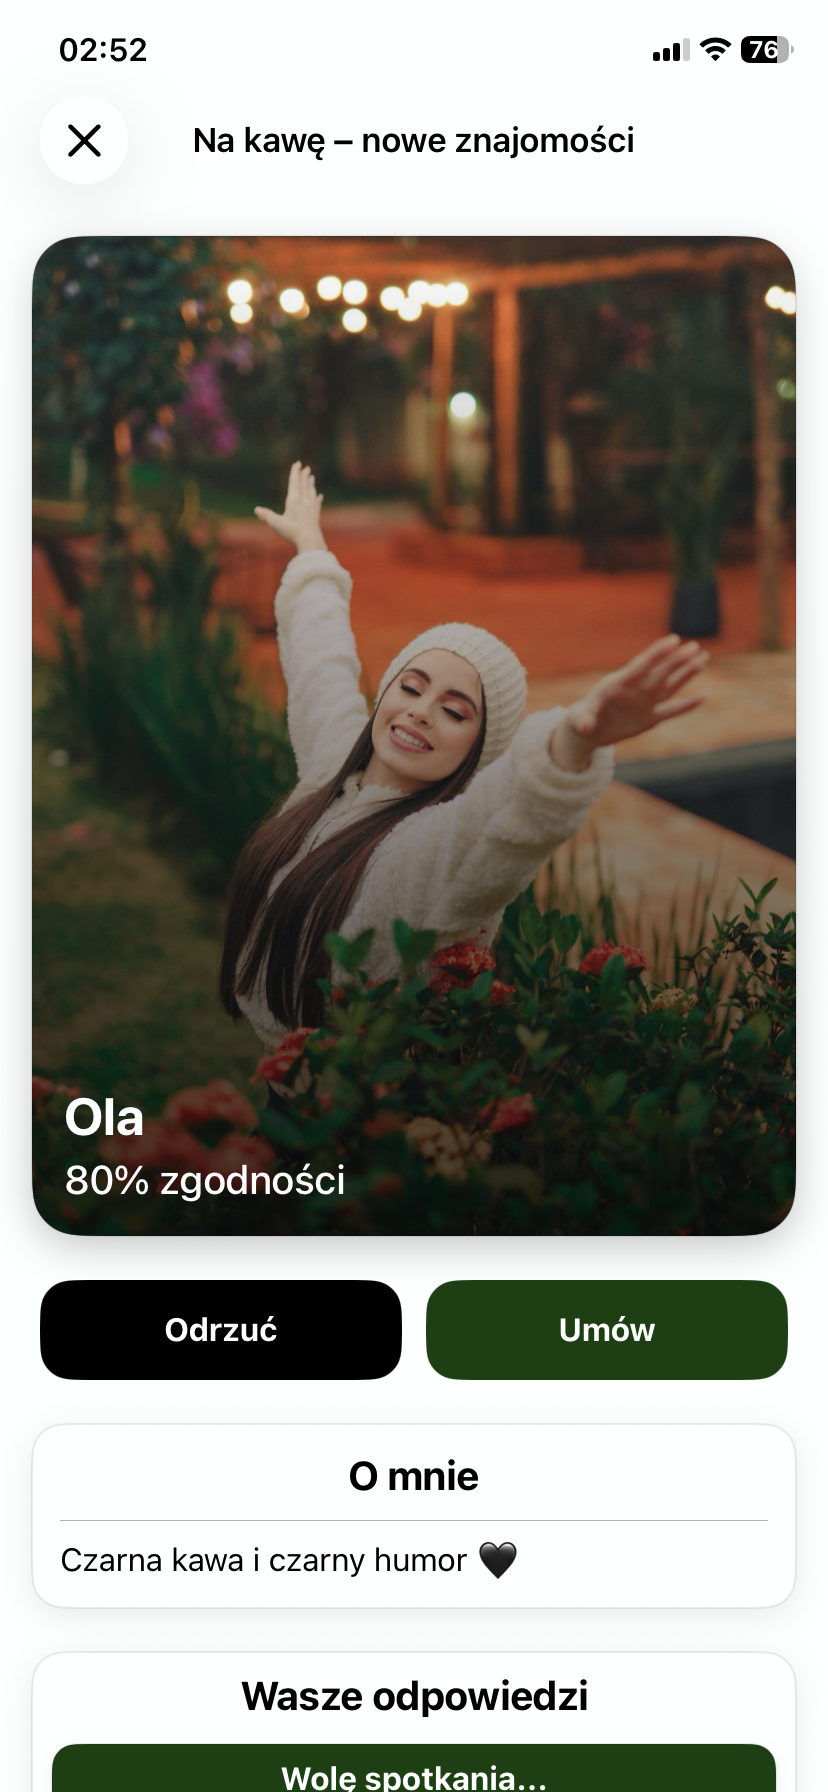 02:52
76
Na kawę – nowe znajomości
Ola
80% zgodności
Odrzuć
Umów
O mnie
Czarna kawa i czarny humor 🖤
Wasze odpowiedzi
Wolę spotkania...